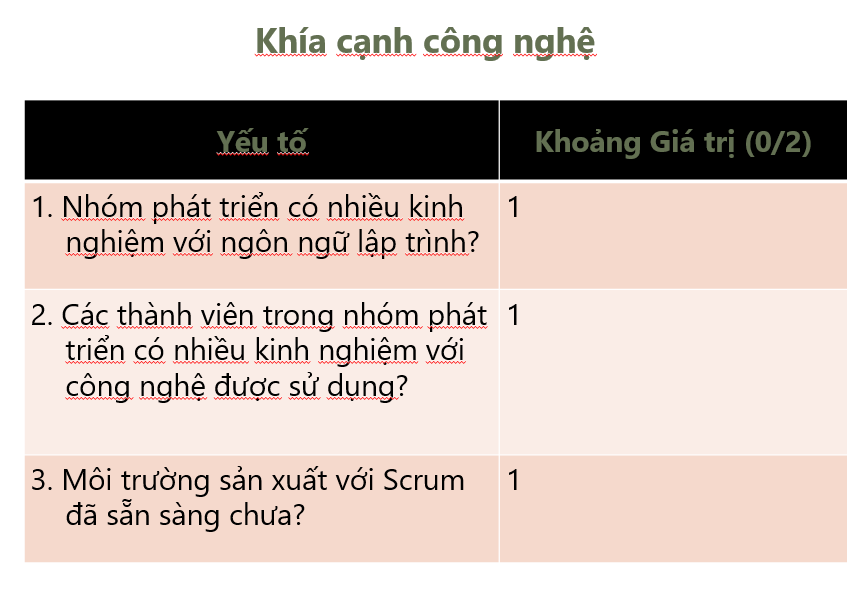 Khía cạnh công nghệ
Yếu tố
Khoảng Giá trị (0/2)
1. Nhóm phát triển có nhiều kinh
nghiệm với ngôn ngữ lập trình?
1
2. Các thành viên trong nhóm phát
triển có nhiều kinh nghiệm với
công nghệ được sử dụng?
1
3. Môi trường sản xuất với Scrum
đã sẵn sàng chưa?
1